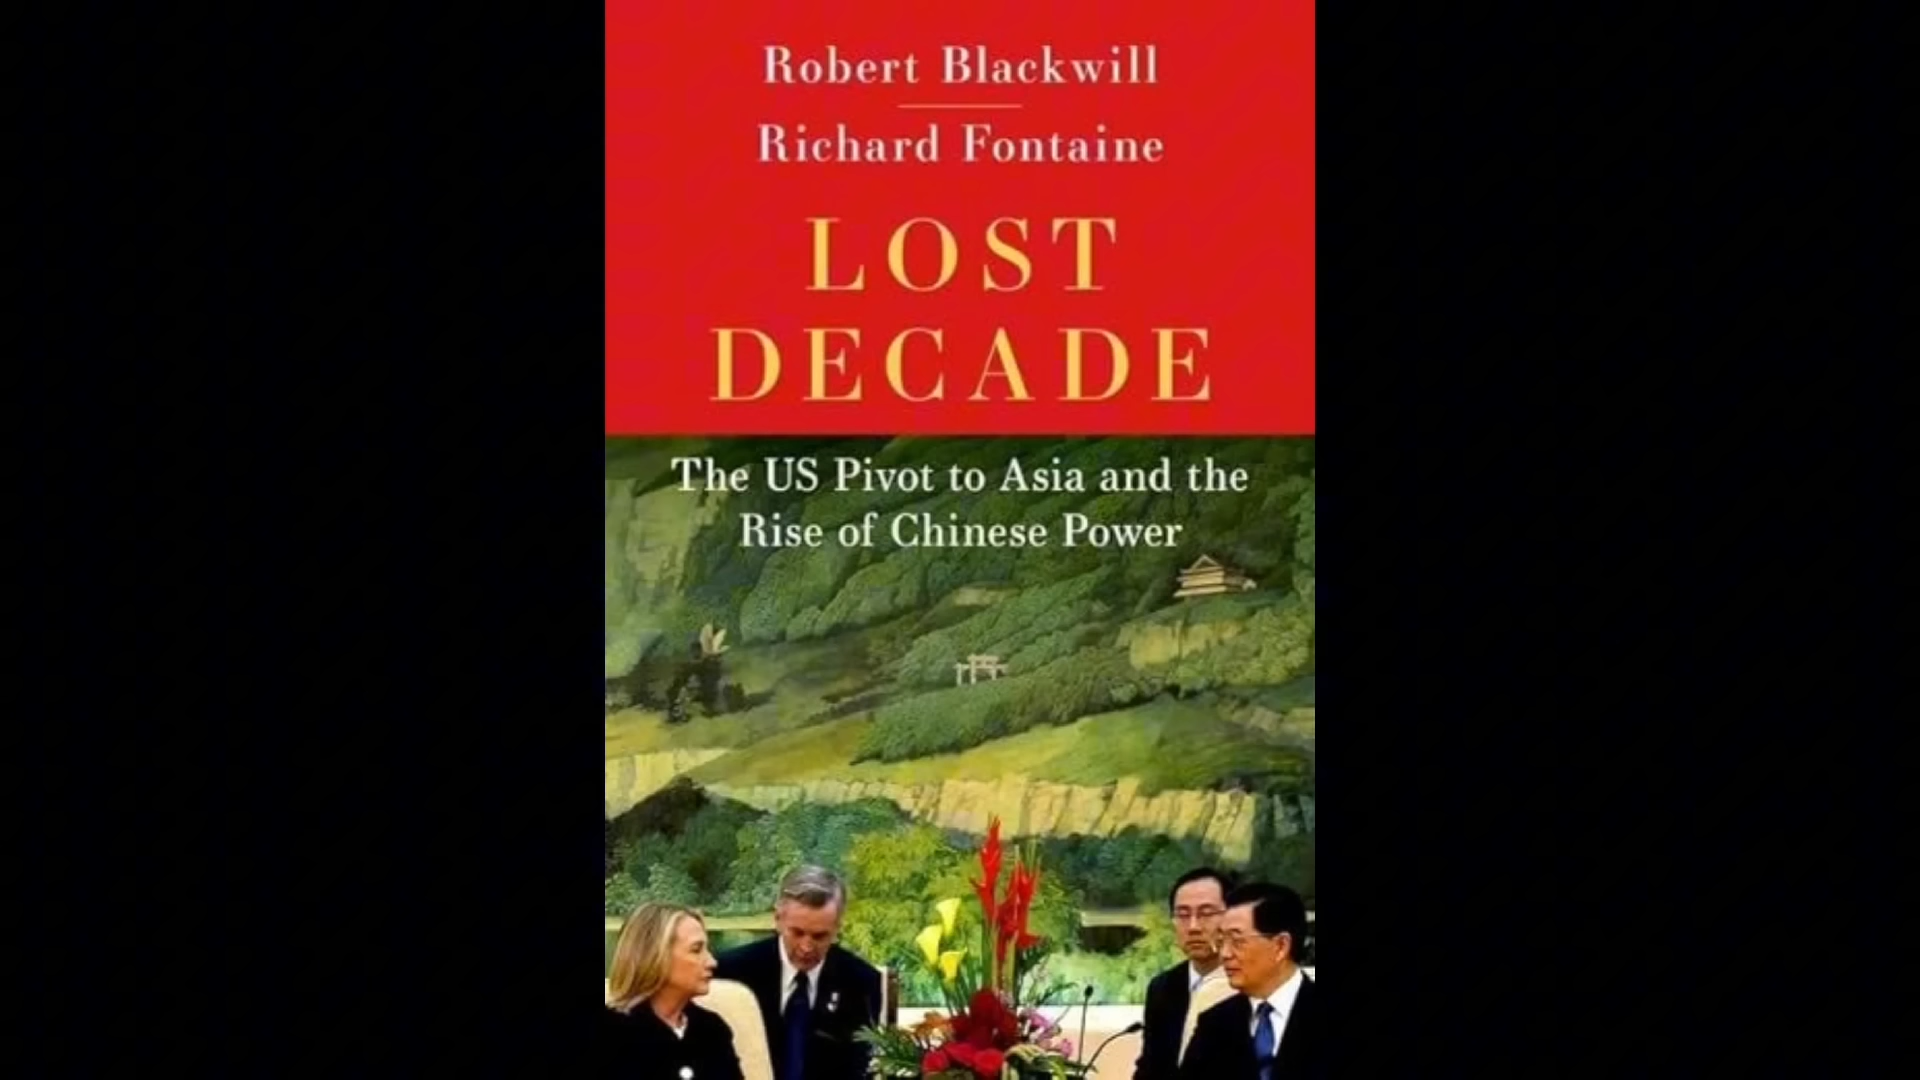 Robert Blackwill
Richard Fontaine
LOST
DECADE
The US Pivot to Asia and the
Rise of Chinese Power